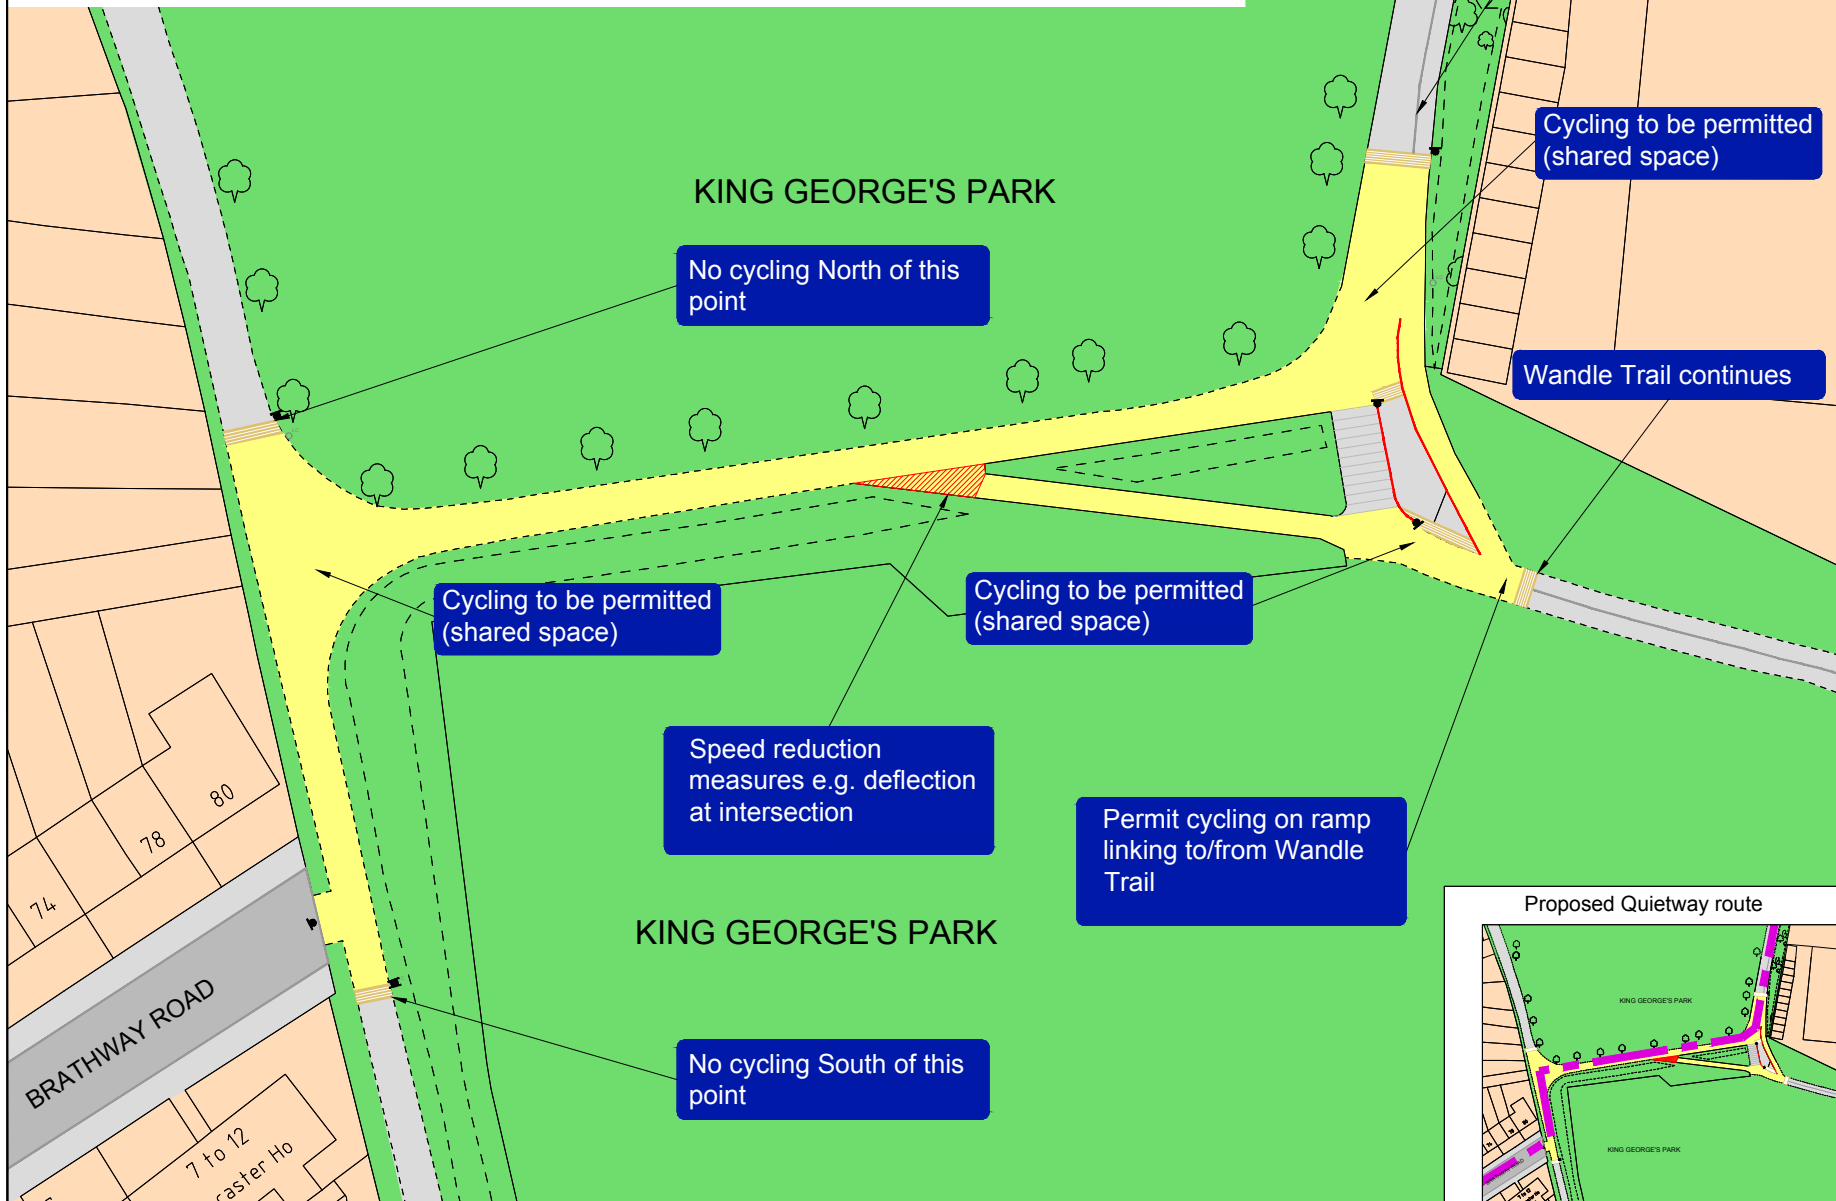 Cycling to be permitted
(shared space)
KING GEORGE'S PARK
No cycling North of this
point
Wandle Trail continues
Cycling to be permitted
(shared space)
Cycling to be permitted
(shared space)
Speed reduction
measures e.g. deflection
at intersection
Permit cycling on ramp
linking to/from Wandle
Trail
80
78
74
KING GEORGE'S PARK
BRATHWAY ROAD
No cycling South of this
point
7 to 12
caster Ho
Proposed Quietway route
KING GEORGE'S PARK
KING GEORGE'S PARK